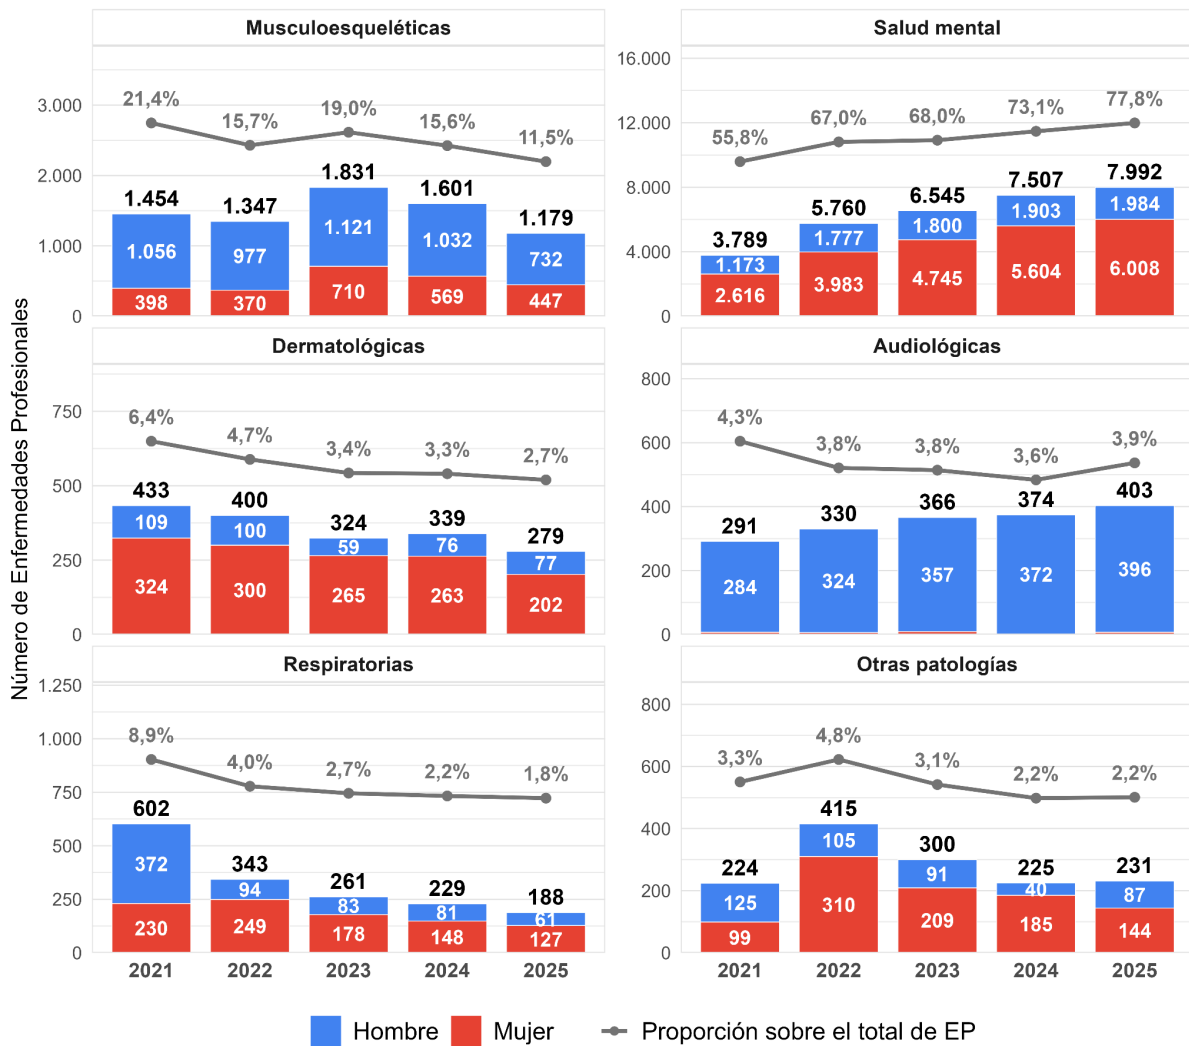 Número de Enfermedades Profesionales
Musculoesqueléticas
3.000
2.000
1.000
0
21,4% 15,7% 19,0% 15,6% 11,5%
1.454 1.347 1.831 1.601 1.179
1.056 977 1.121 1.032 732
398 370 710 569 447
Salud mental
16.000
12.000
8.000
4.000
0
55,8% 67,0% 68,0% 73,1% 77,8%
3.789 5.760 6.545 7.507 7.992
1.173 1.777 1.800 1.903 1.984
2.616 3.983 4.745 5.604 6.008
Dermatológicas
750
500
250
0
6,4% 4,7% 3,4% 3,3% 2,7%
433 400 324 339 279
109 100 59 76 77
324 300 265 263 202
Audiológicas
800
600
400
200
0
4,3% 3,8% 3,8% 3,6% 3,9%
291 330 366 374 403
284 324 357 372 396
Respiratorias
1.250
1.000
750
500
250
0
8,9% 4,0% 2,7% 2,2% 1,8%
602 343 261 229 188
372 94 83 81 61
230 249 178 148 127
2021 2022 2023 2024 2025
Otras patologías
800
600
400
200
0
3,3% 4,8% 3,1% 2,2% 2,2%
224 415 300 225 231
125 105 91 40 87
99 310 209 185 144
2021 2022 2023 2024 2025
Hombre Mujer Proporción sobre el total de EP